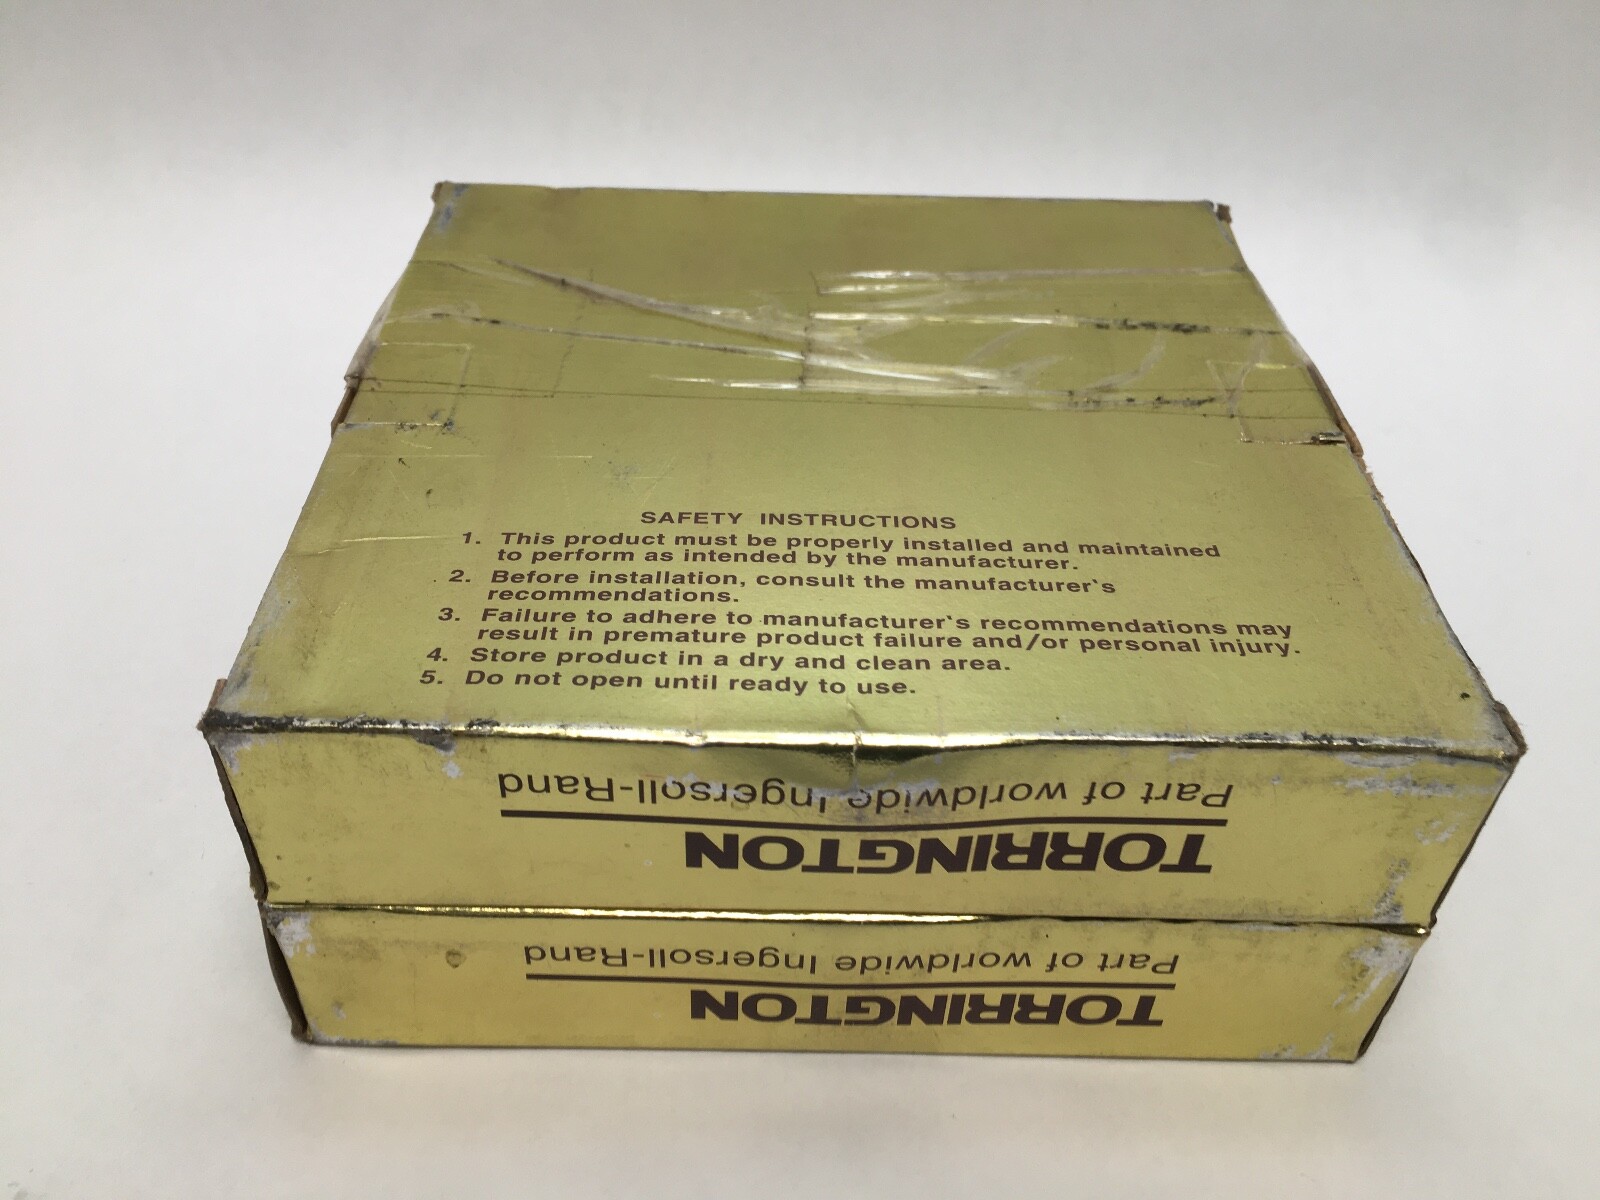 SAFETY INSTRUCTIONS
1. This product must be properly installed and maintained
to perform as intended by the manufacturer.
2. Before installation, consult the manufacturer's
recommendations.
3. Failure to adhere to manufacturer's recommendations may
result in premature product failure and/or personal injury.
4. Store product in a dry and clean area.
5. Do not open until ready to use.
TORRINGTON
Part of worldwide Ingersoll-Rand
TORRINGTON
Part of worldwide Ingersoll-Rand